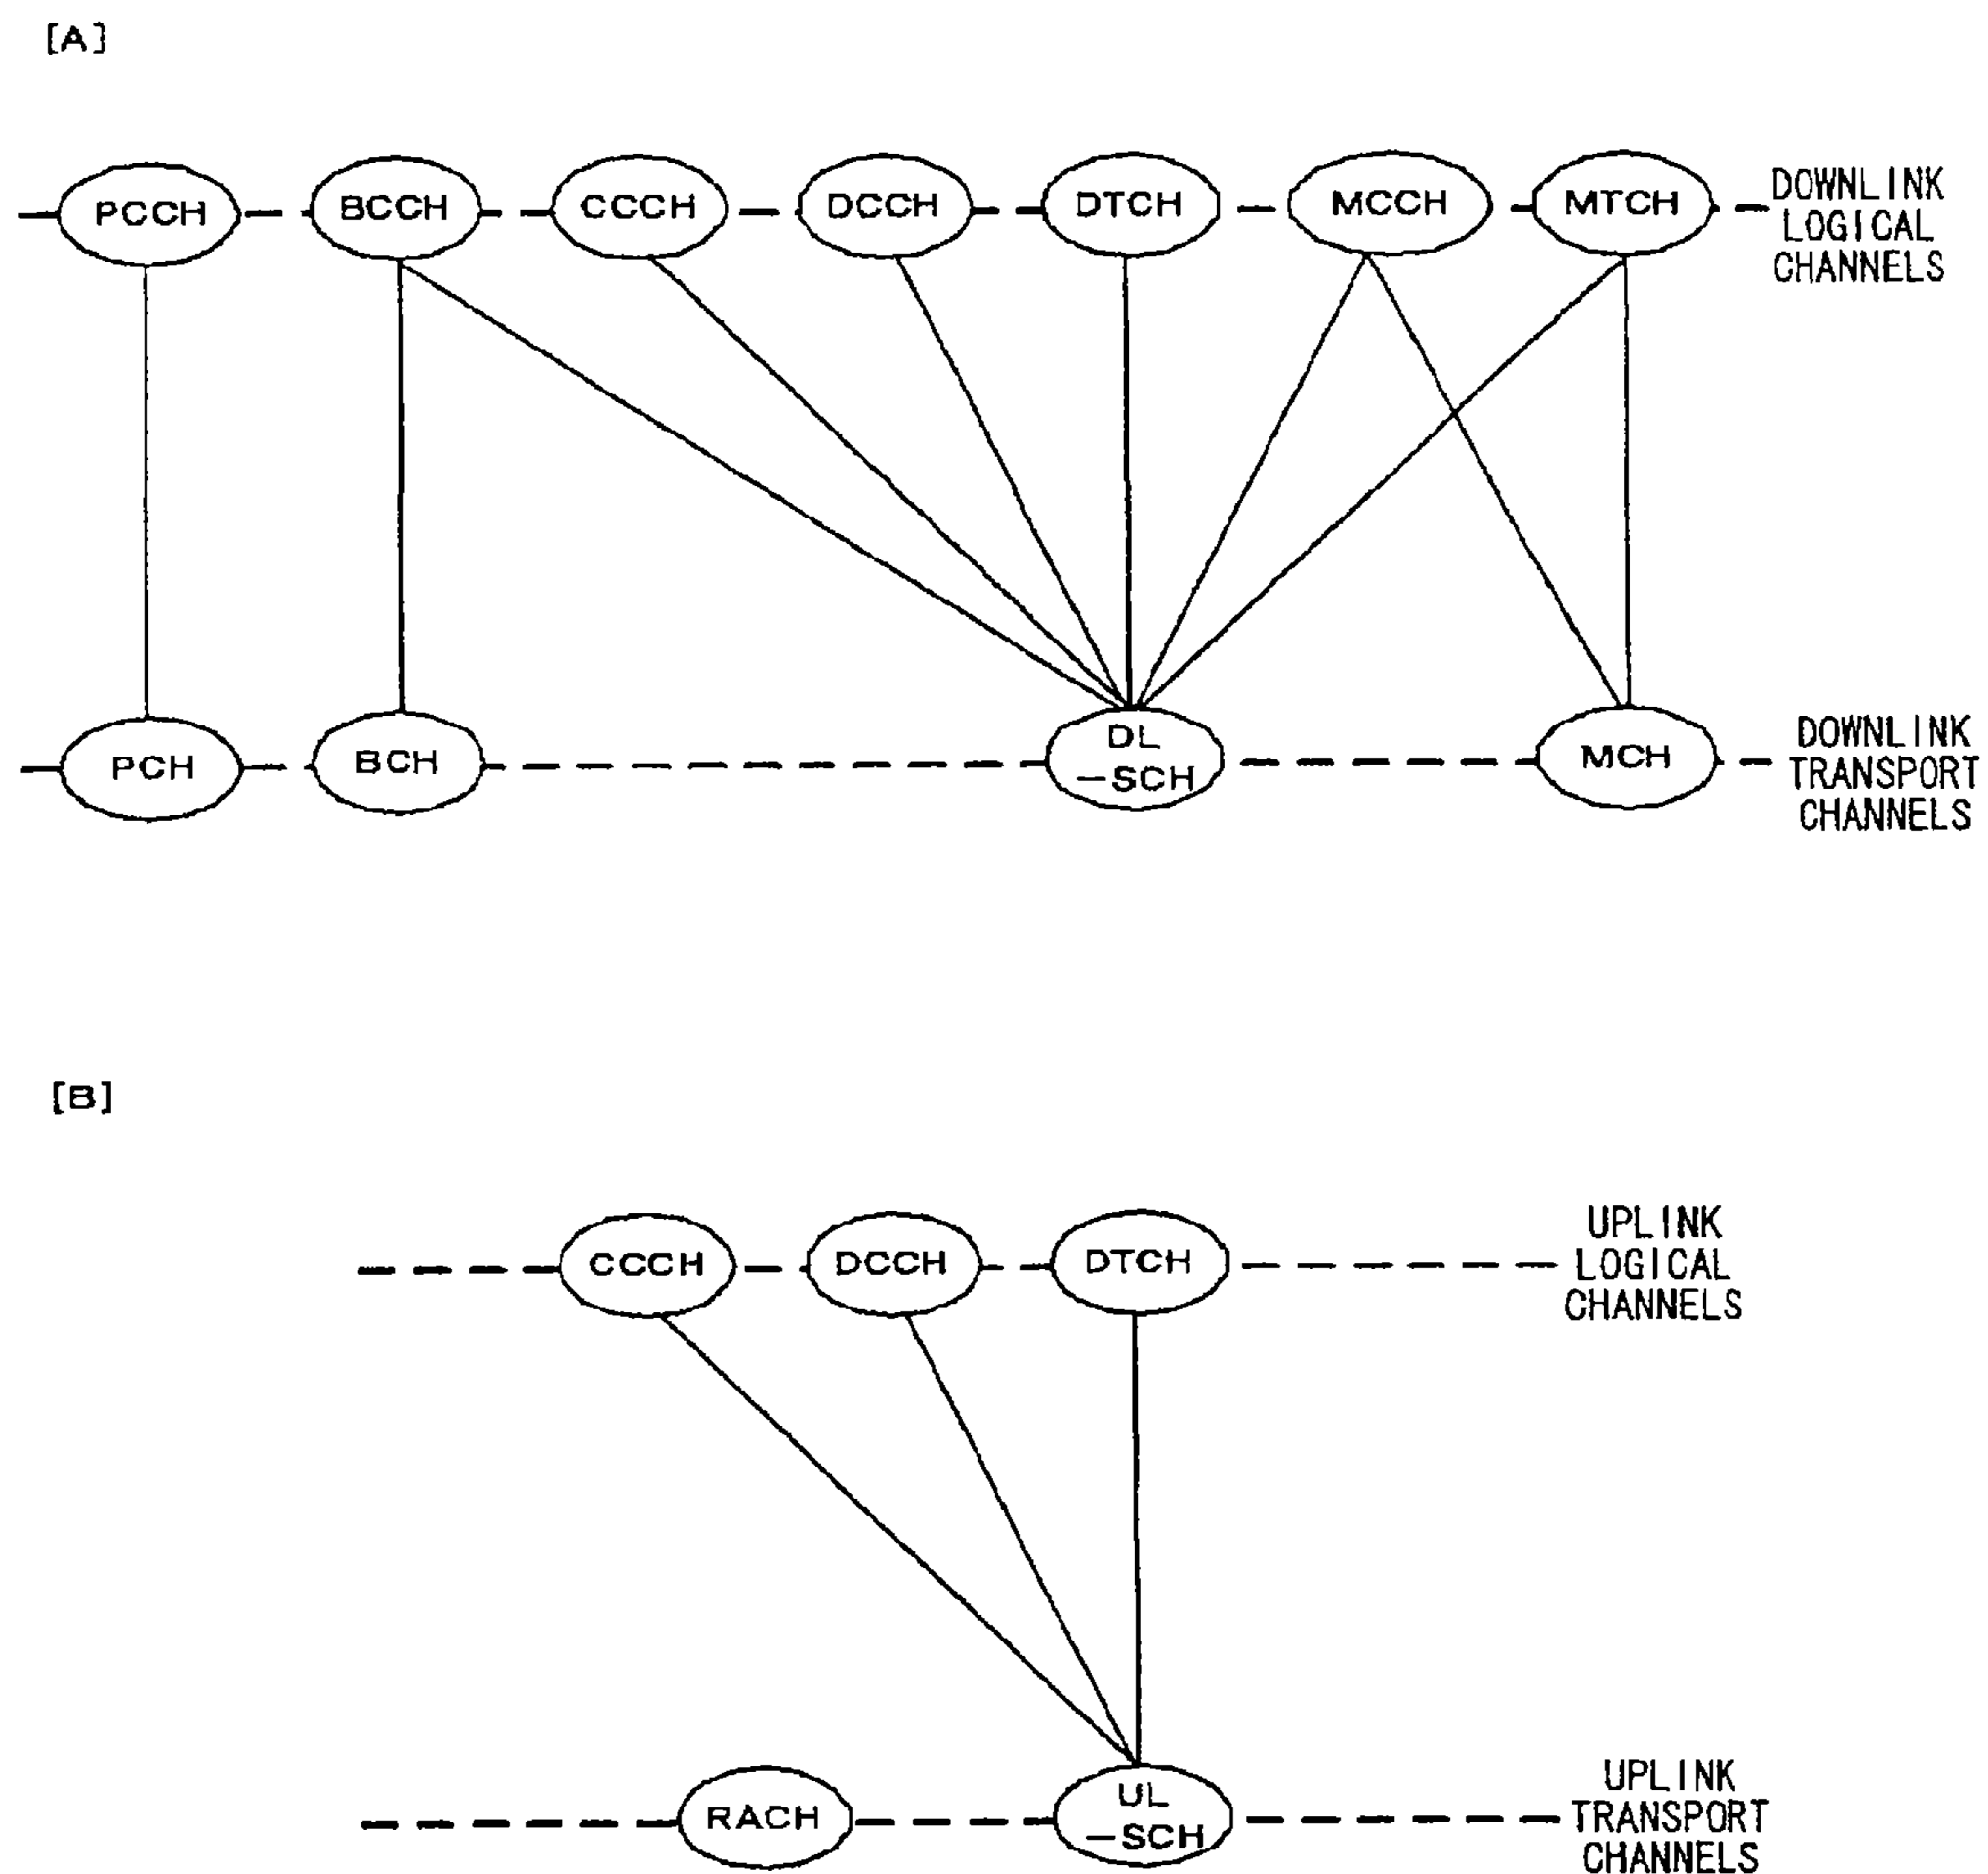 [A]
PCCH BCCH CCCH DCCH DTCH MCCH MTCH
DOWNLINK
LOGICAL
CHANNELS
PCH BCH
DL
-SCH
MCH
DOWNLINK
TRANSPORT
CHANNELS
[B]
CCCH DCCH DTCH
UPLINK
LOGICAL
CHANNELS
RACH
UL
-SCH
UPLINK
TRANSPORT
CHANNELS